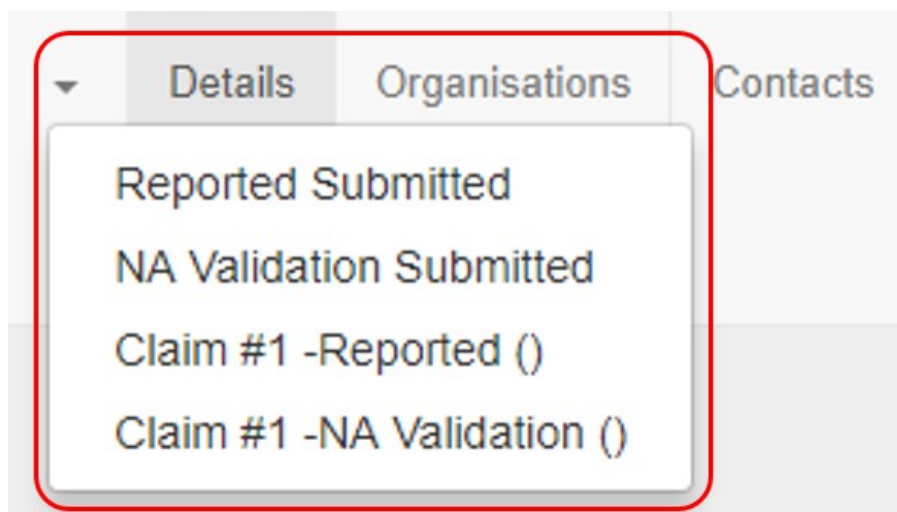 Details Organisations Contacts
Reported Submitted
NA Validation Submitted
Claim #1 -Reported ()
Claim #1 -NA Validation ()